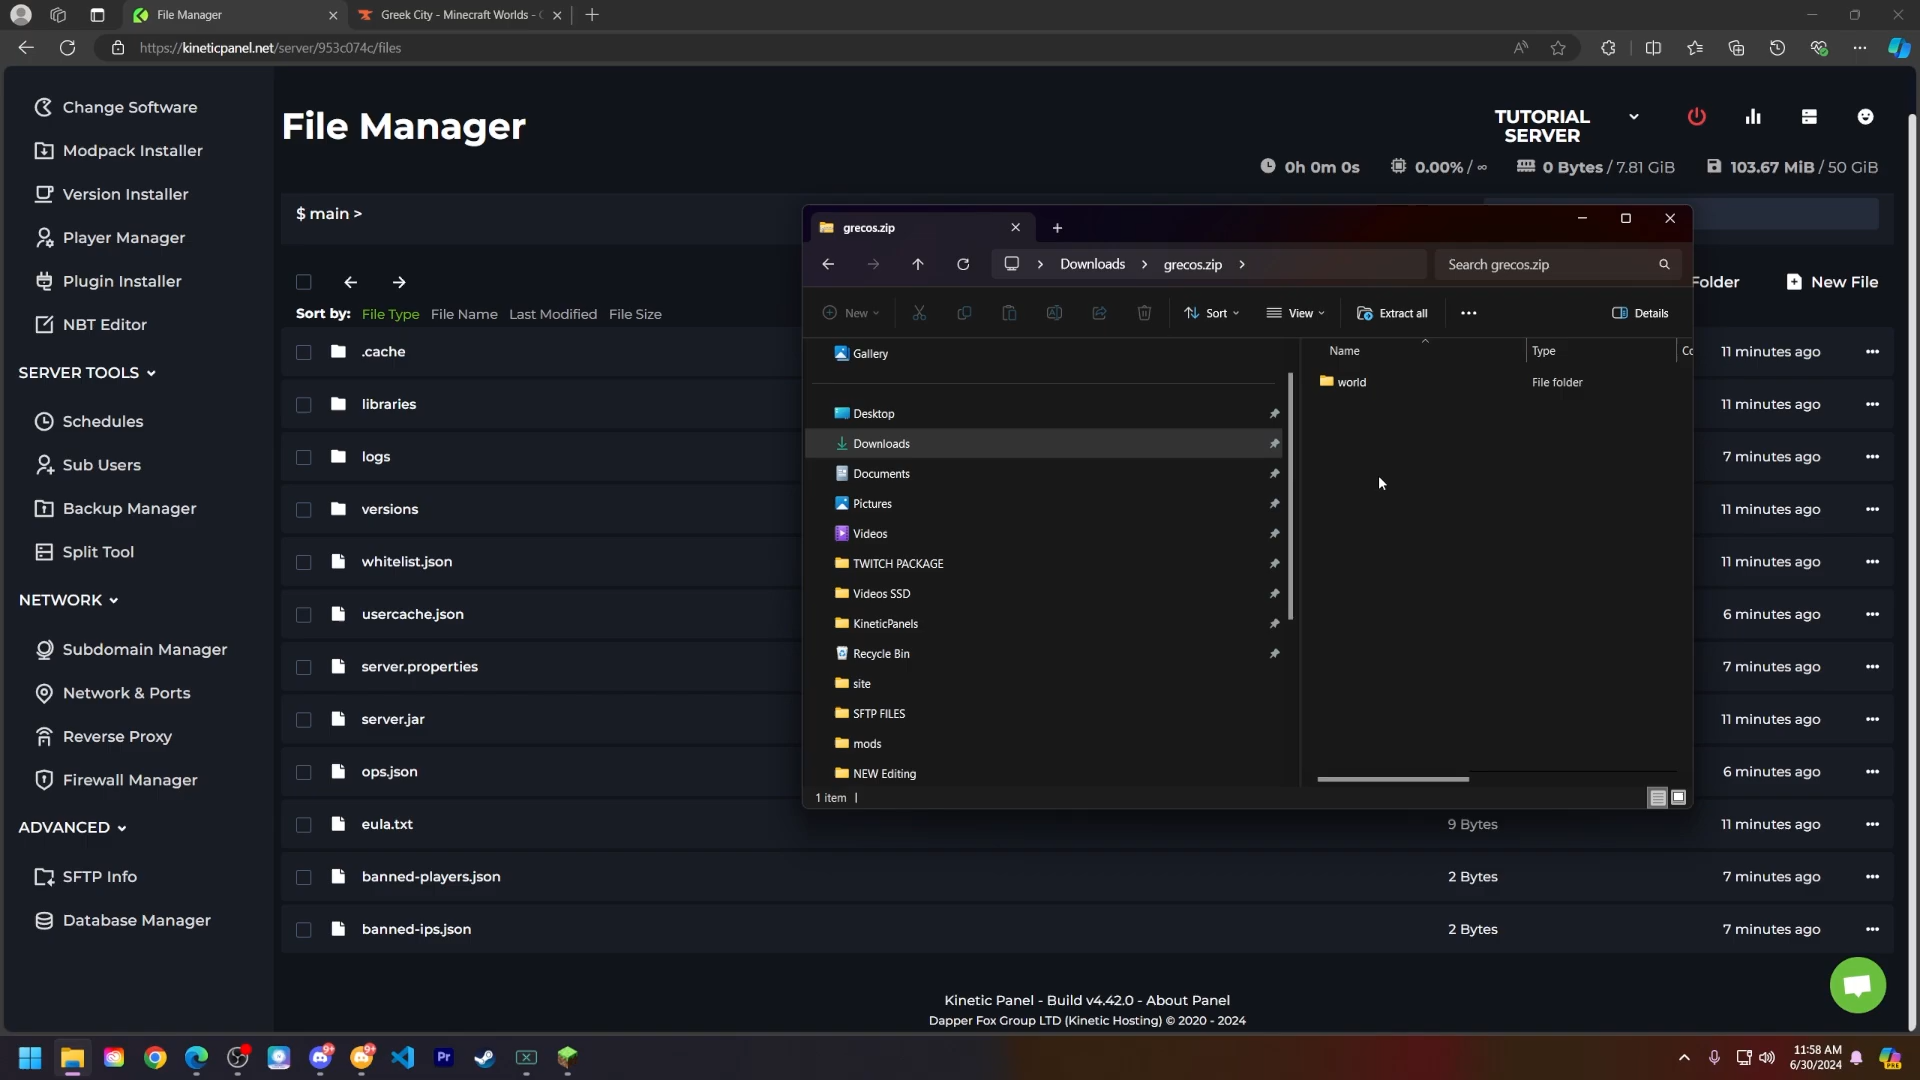 File Manager
Greek City - Minecraft Worlds -
https://kineticpanel.net/server/953c074c/files
Change Software
Modpack Installer
Version Installer
Player Manager
Plugin Installer
NBT Editor
SERVER TOOLS
Schedules
Sub Users
Backup Manager
Split Tool
NETWORK
Subdomain Manager
Network & Ports
Reverse Proxy
Firewall Manager
ADVANCED
SFTP Info
Database Manager
File Manager
TUTORIAL
SERVER
0h 0m 0s
0.00% / ∞
0 Bytes / 7.81 GiB
103.67 MiB / 50 GiB
$ main >
Folder
New File
Sort by: File Type File Name Last Modified File Size
.cache
11 minutes ago
libraries
11 minutes ago
logs
7 minutes ago
versions
11 minutes ago
whitelist.json
11 minutes ago
usercache.json
6 minutes ago
server.properties
7 minutes ago
server.jar
11 minutes ago
ops.json
6 minutes ago
eula.txt
9 Bytes
11 minutes ago
banned-players.json
2 Bytes
7 minutes ago
banned-ips.json
2 Bytes
7 minutes ago
grecos.zip
Downloads
grecos.zip
Search grecos.zip
New
Sort
View
Extract all
Details
Gallery
Desktop
Downloads
Documents
Pictures
Videos
TWITCH PACKAGE
Videos SSD
KineticPanels
Recycle Bin
site
SFTP FILES
mods
NEW Editing
Name
Type
world
File folder
1 item
Kinetic Panel - Build v4.42.0 - About Panel
Dapper Fox Group LTD (Kinetic Hosting) © 2020 - 2024
Pr
9+
9+
11:58 AM
6/30/2024